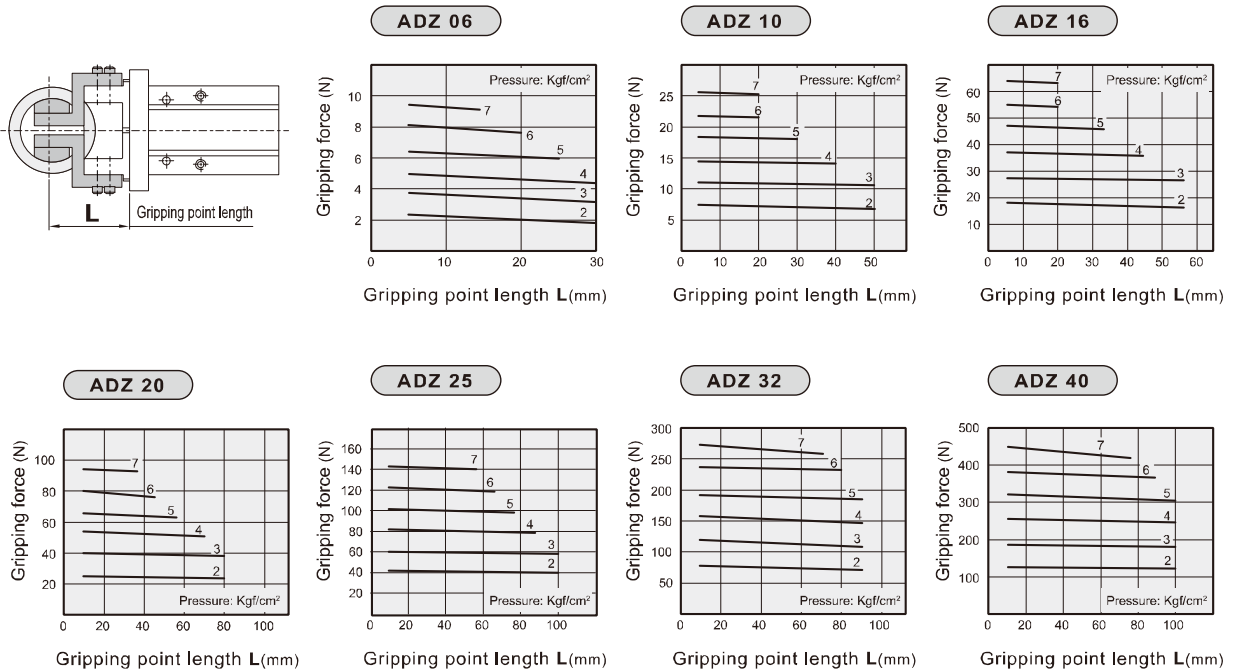 L Gripping point length
ADZ 06
Pressure: Kgf/cm²
Gripping force (N)
10
8
6
4
2
7
6
5
4
3
2
0 10 20 30
Gripping point length L(mm)
ADZ 10
Pressure: Kgf/cm²
Gripping force (N)
25
20
15
10
5
7
6
5
4
3
2
0 10 20 30 40 50
Gripping point length L(mm)
ADZ 16
Pressure: Kgf/cm²
Gripping force (N)
60
50
40
30
20
10
7
6
5
4
3
2
0 10 20 30 40 50 60
Gripping point length L(mm)
ADZ 20
Gripping force (N)
100
80
60
40
20
7
6
5
4
3
2
Pressure: Kgf/cm²
0 20 40 60 80 100
Gripping point length L(mm)
ADZ 25
Gripping force (N)
160
140
120
100
80
60
40
20
7
6
5
4
3
2
Pressure: Kgf/cm²
0 20 40 60 80 100
Gripping point length L(mm)
ADZ 32
Gripping force (N)
300
250
200
150
100
50
7
6
5
4
3
2
Pressure: Kgf/cm²
0 20 40 60 80 100
Gripping point length L(mm)
ADZ 40
Gripping force (N)
500
400
300
200
100
7
6
5
4
3
2
Pressure: Kgf/cm²
0 20 40 60 80 100
Gripping point length L(mm)